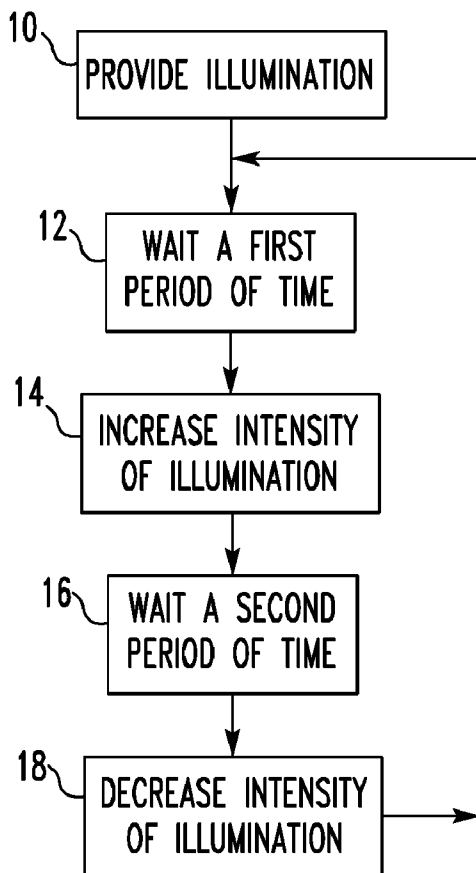 10
PROVIDE ILLUMINATION
12
WAIT A FIRST
PERIOD OF TIME
14
INCREASE INTENSITY
OF ILLUMINATION
16
WAIT A SECOND
PERIOD OF TIME
18
DECREASE INTENSITY
OF ILLUMINATION